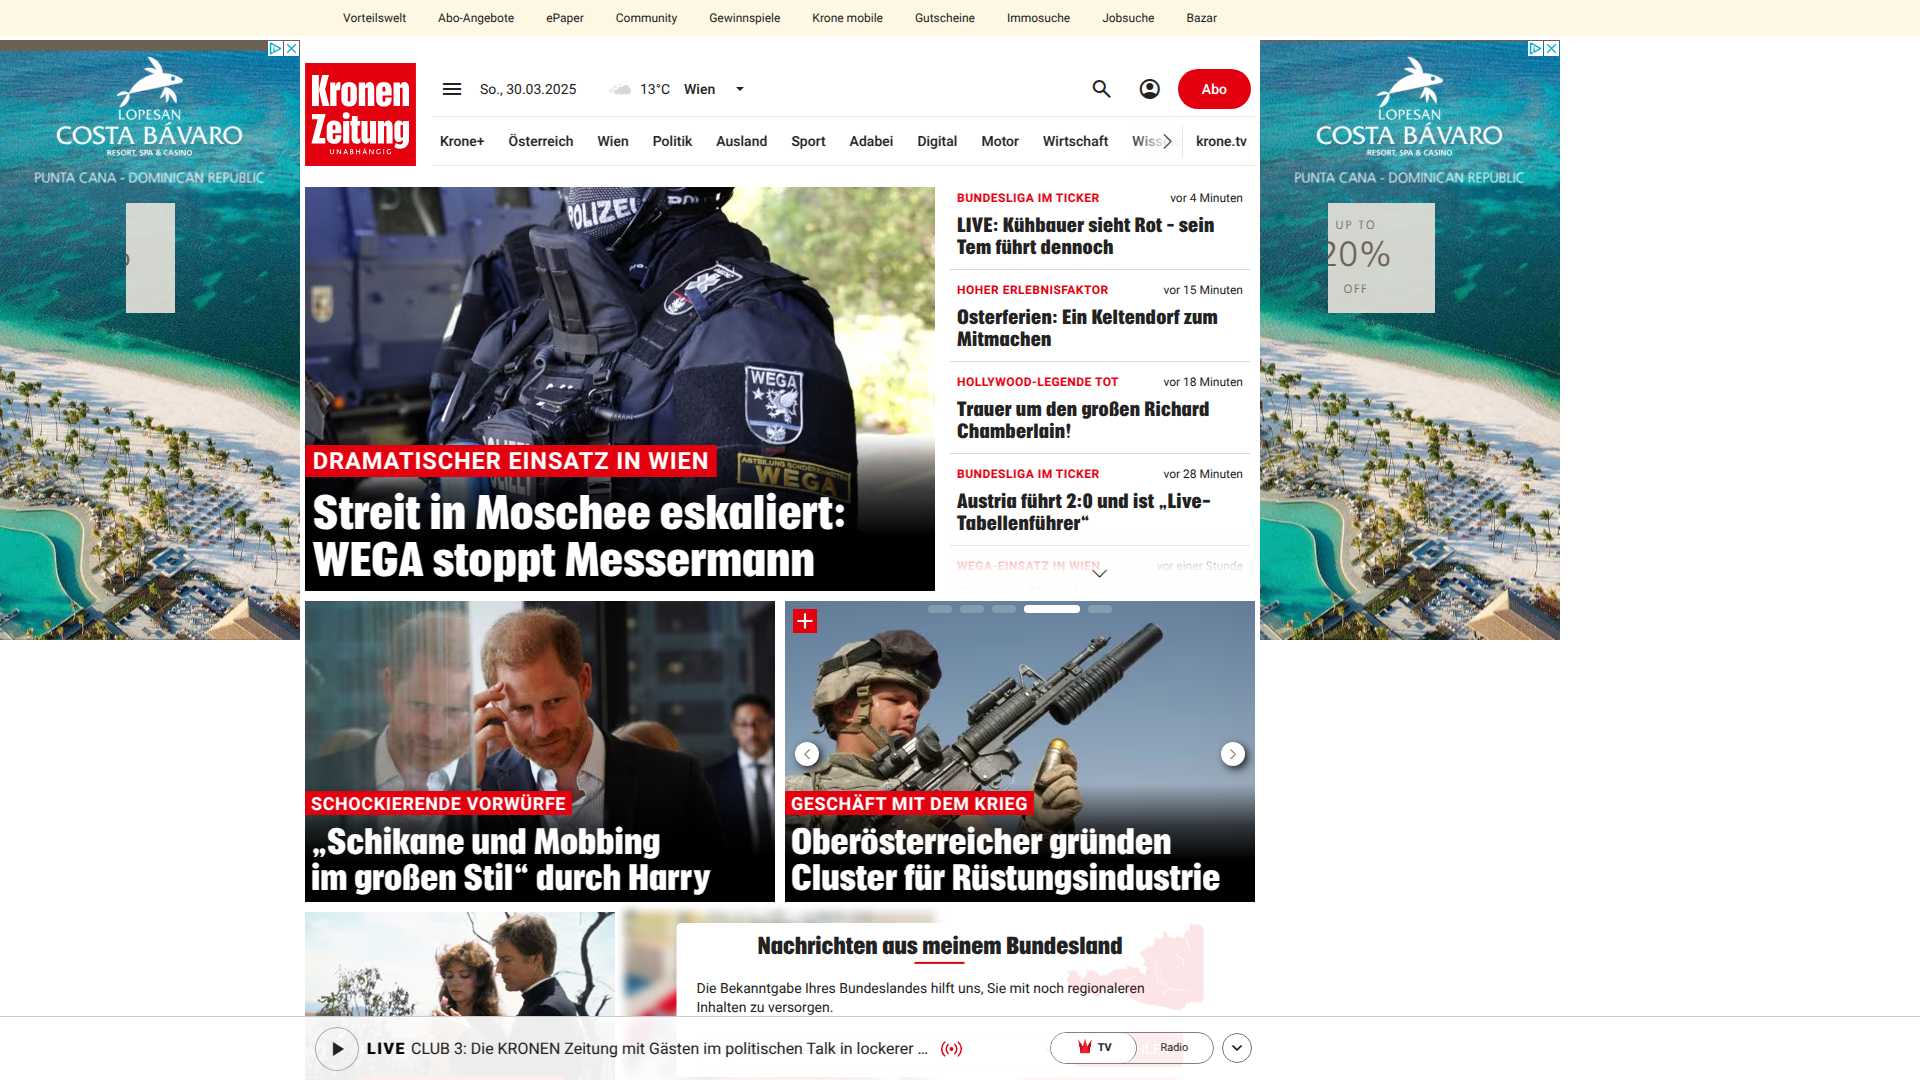 Vorteilswelt Abo-Angebote ePaper Community Gewinnspiele Krone mobile Gutscheine Immosuche Jobsuche Bazar
LOPESAN
COSTA BÁVARO
RESORT, SPA & CASINO
PUNTA CANA - DOMINICAN REPUBLIC
Kronen
Zeitung
UNABHÄNGIG
So., 30.03.2025 13°C Wien
Abo
Krone+ Österreich Wien Politik Ausland Sport Adabei Digital Motor Wirtschaft Wiss krone.tv
LOPESAN
COSTA BÁVARO
RESORT, SPA & CASINO
PUNTA CANA - DOMINICAN REPUBLIC
UP TO
20%
OFF
POLIZEI
WEGA
WEGA
DRAMATISCHER EINSATZ IN WIEN
Streit in Moschee eskaliert:
WEGA stoppt Messermann
BUNDESLIGA IM TICKER vor 4 Minuten
LIVE: Kühbauer sieht Rot – sein
Tem führt dennoch
HOHER ERLEBNISFAKTOR vor 15 Minuten
Osterferien: Ein Keltendorf zum
Mitmachen
HOLLYWOOD-LEGENDE TOT vor 18 Minuten
Trauer um den großen Richard
Chamberlain!
BUNDESLIGA IM TICKER vor 28 Minuten
Austria führt 2:0 und ist „Live-
Tabellenführer“
WEGA-EINSATZ IN WIEN vor einer Stunde
SCHOCKIERENDE VORWÜRFE
„Schikane und Mobbing
im großen Stil“ durch Harry
GESCHÄFT MIT DEM KRIEG
Oberösterreicher gründen
Cluster für Rüstungsindustrie
Nachrichten aus meinem Bundesland
Die Bekanntgabe Ihres Bundeslandes hilft uns, Sie mit noch regionaleren
Inhalten zu versorgen.
LIVE CLUB 3: Die KRONEN Zeitung mit Gästen im politischen Talk in lockerer ...
TV Radio